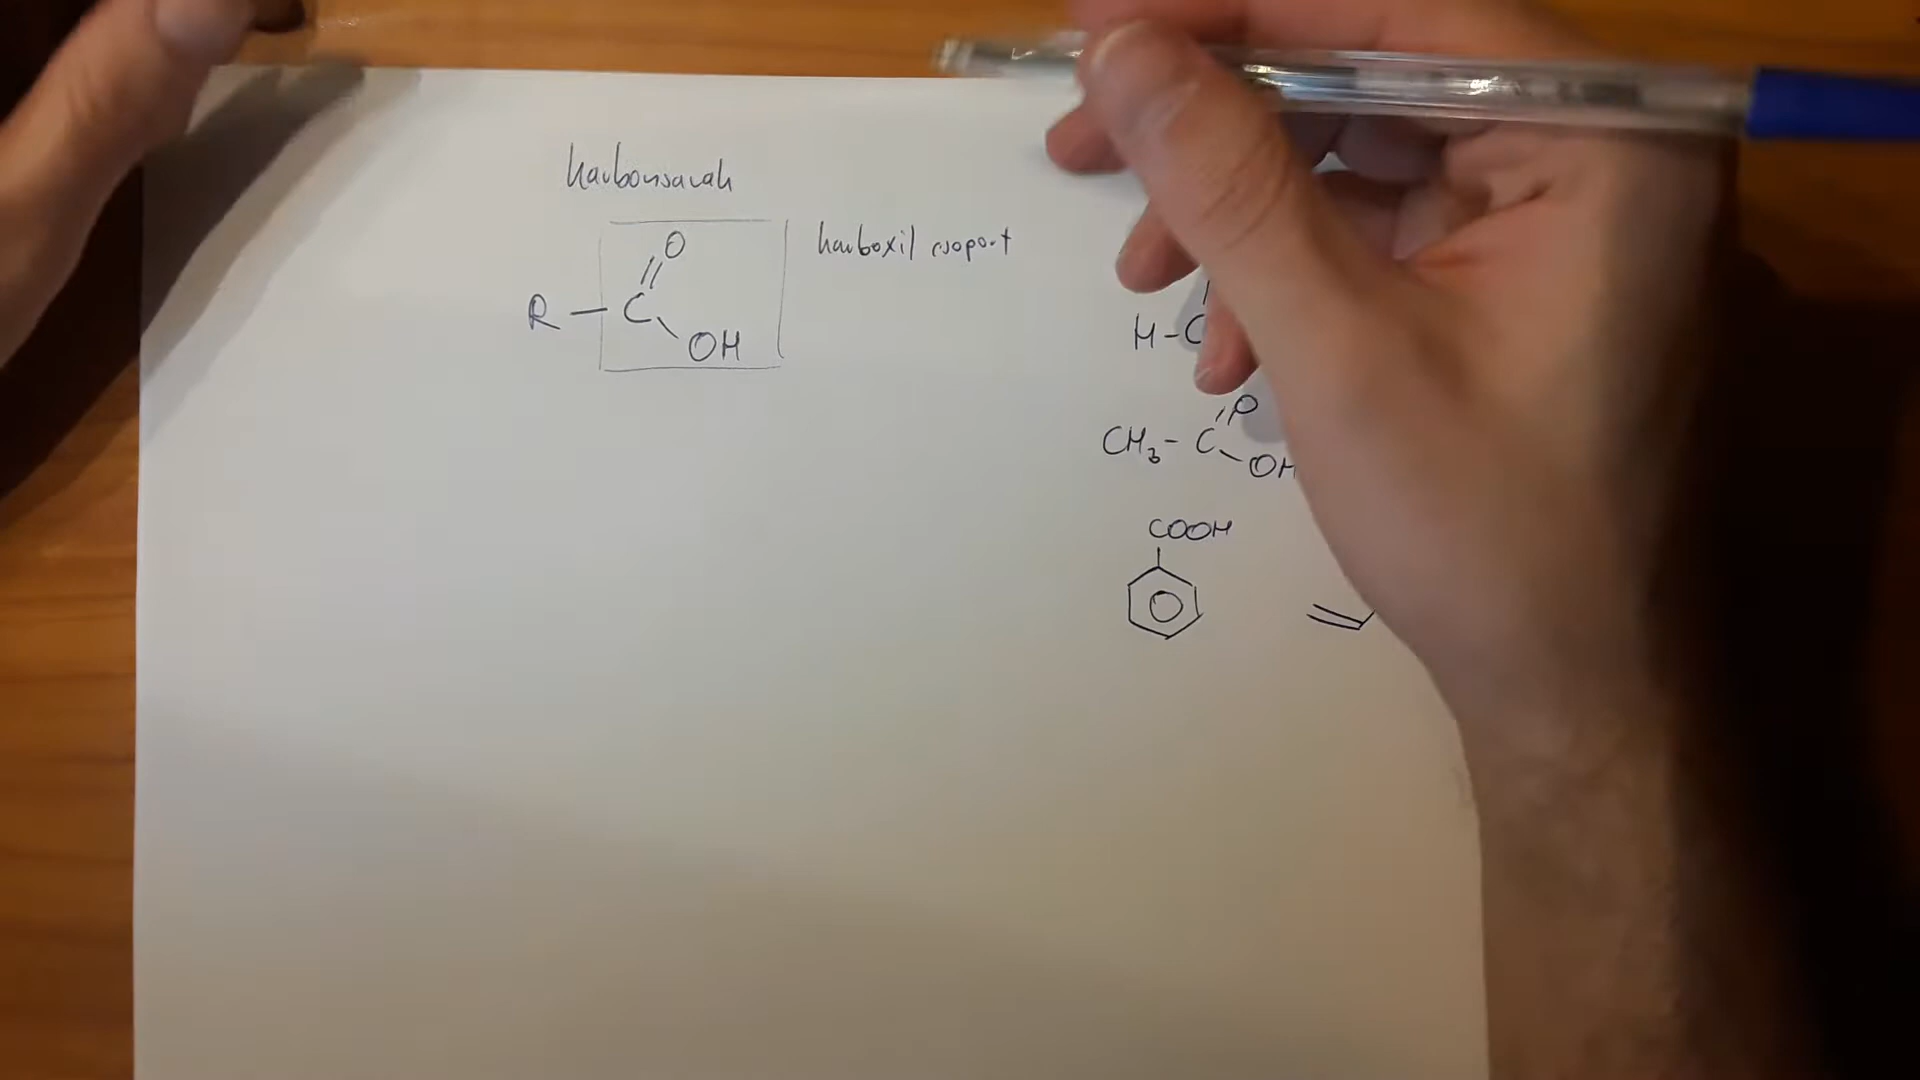 karbonsavak
O
R — C
OH
karboxil csoport
H-C
O
CH₃- C
OH
COOH